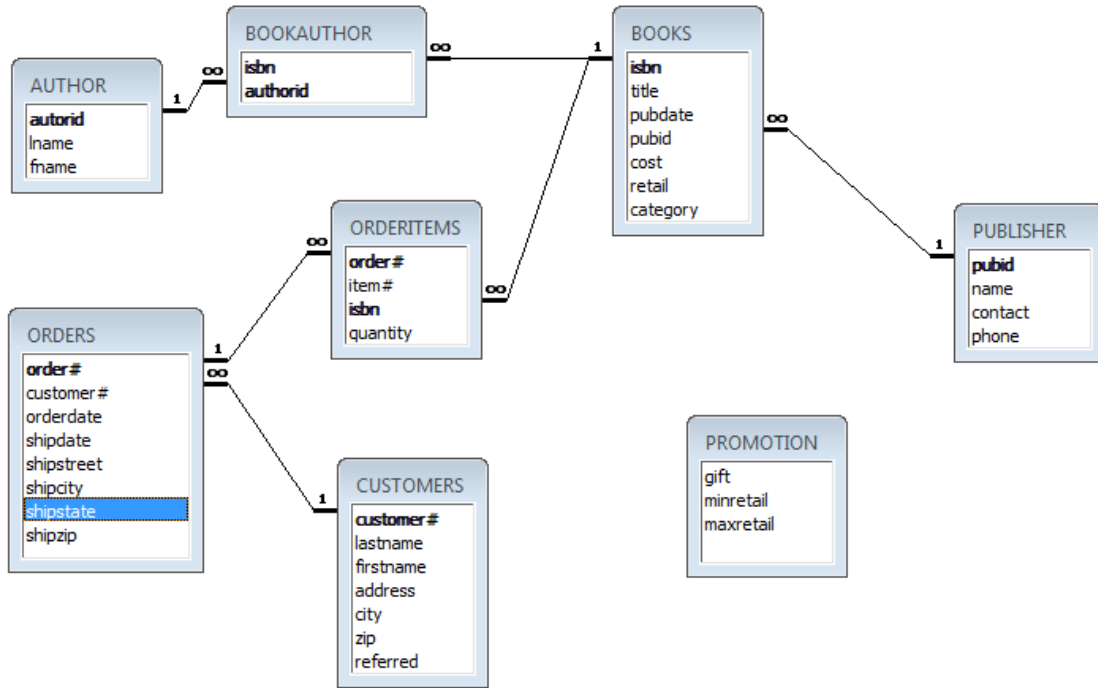 AUTHOR
autorid
lname
fname
BOOKAUTHOR
isbn
authorid
BOOKS
isbn
title
pubdate
pubid
cost
retail
category
ORDERITEMS
order#
item#
isbn
quantity
PUBLISHER
pubid
name
contact
phone
ORDERS
order#
customer#
orderdate
shipdate
shipstreet
shipcity
shipstate
shipzip
CUSTOMERS
customer#
lastname
firstname
address
city
zip
referred
PROMOTION
gift
minretail
maxretail
1
∞
∞
1
∞
1
∞
∞
1
∞
1